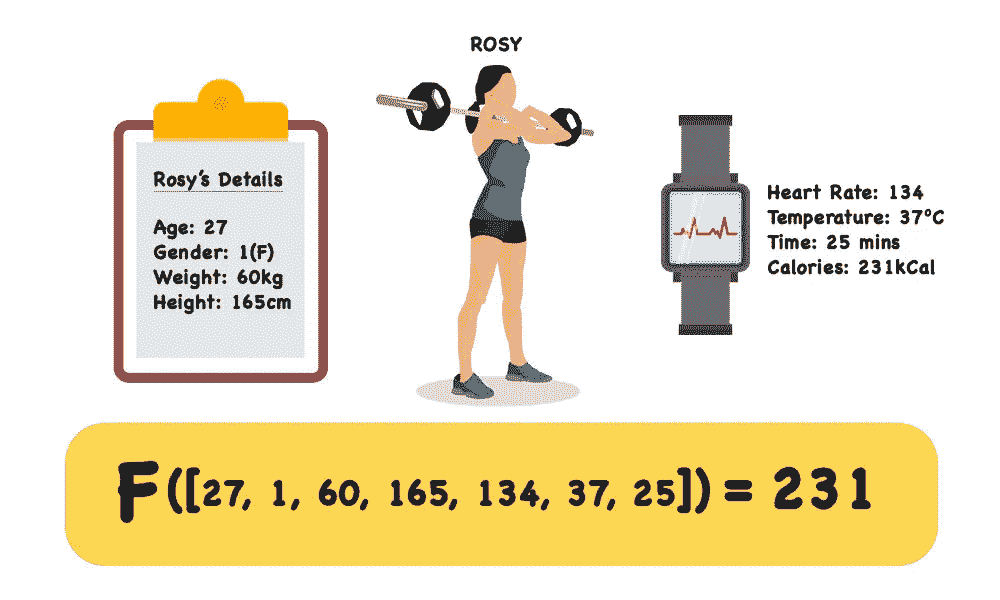 ROSY
Rosy's Details
Age: 27
Gender: 1(F)
Weight: 60kg
Height: 165cm
Heart Rate: 134
Temperature: 37°C
Time: 25 mins
Calories: 231kCal
F([27, 1, 60, 165, 134, 37, 25]) = 231